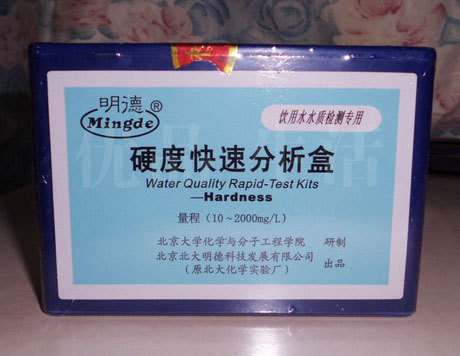 明德®
Mingde
饮用水水质检测专用
硬度快速分析盒
Water Quality Rapid-Test Kits
—Hardness
量程（10～2000mg/L）
北京大学化学与分子工程学院 研制
北京北大明德科技发展有限公司 出品
（原北大化学实验厂）